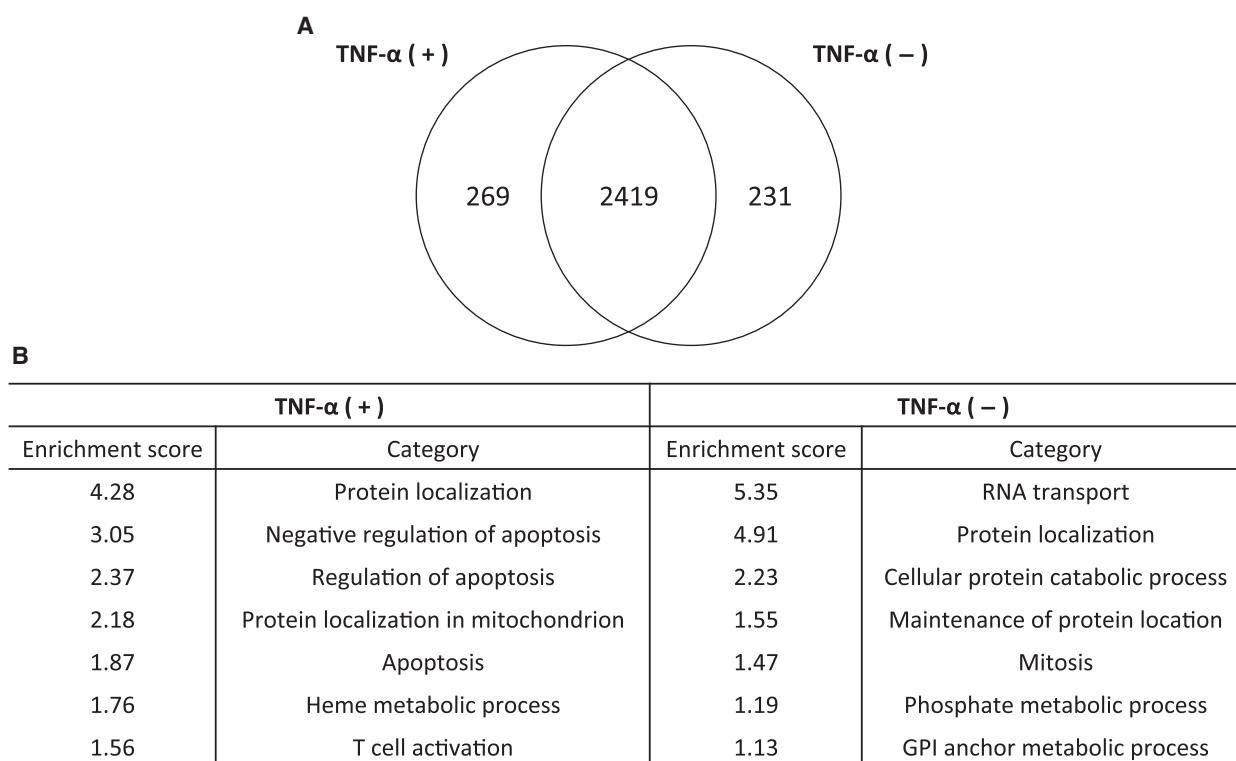 A
TNF-α ( + ) TNF-α ( – )
269 2419 231
B
TNF-α ( + ) TNF-α ( – )
Enrichment score Category Enrichment score Category
4.28 Protein localization 5.35 RNA transport
3.05 Negative regulation of apoptosis 4.91 Protein localization
2.37 Regulation of apoptosis 2.23 Cellular protein catabolic process
2.18 Protein localization in mitochondrion 1.55 Maintenance of protein location
1.87 Apoptosis 1.47 Mitosis
1.76 Heme metabolic process 1.19 Phosphate metabolic process
1.56 T cell activation 1.13 GPI anchor metabolic process